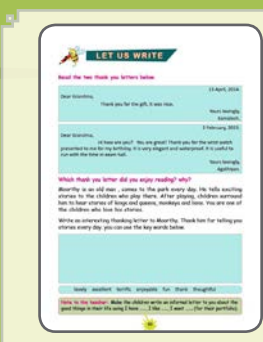 LET US WRITE
Read the two thank you letters below.
13 April, 2014.
Dear Grandma,
Thank you for the gift. It was nice.
Yours lovingly,
2 February, 2015.
Dear Grandma,
Hi how are you? You are great! Thank you for the wrist watch
presented to me for my birthday. It is very elegant and waterproof. It is useful to
run with the time in exam hall.
Yours lovingly,
Which thank you letter did you enjoy reading? why?
Moorthy is an old man , comes to the park every day. He tells exciting
stories to the children who play there. After playing, children surround
him to hear stories of kings and queens, monkeys and lions. You are one of
the children who love his stories.
Write an interesting thanking letter to Moorthy. Thank him for telling you
stories every day. you can use the key words below.
lovely excellent terrific enjoyable fun there thoughtful
Note to the teacher: Make the children write an informal letter to you about the
good things in their life using I have ..... I like ..... I want .....(for their portfolio).